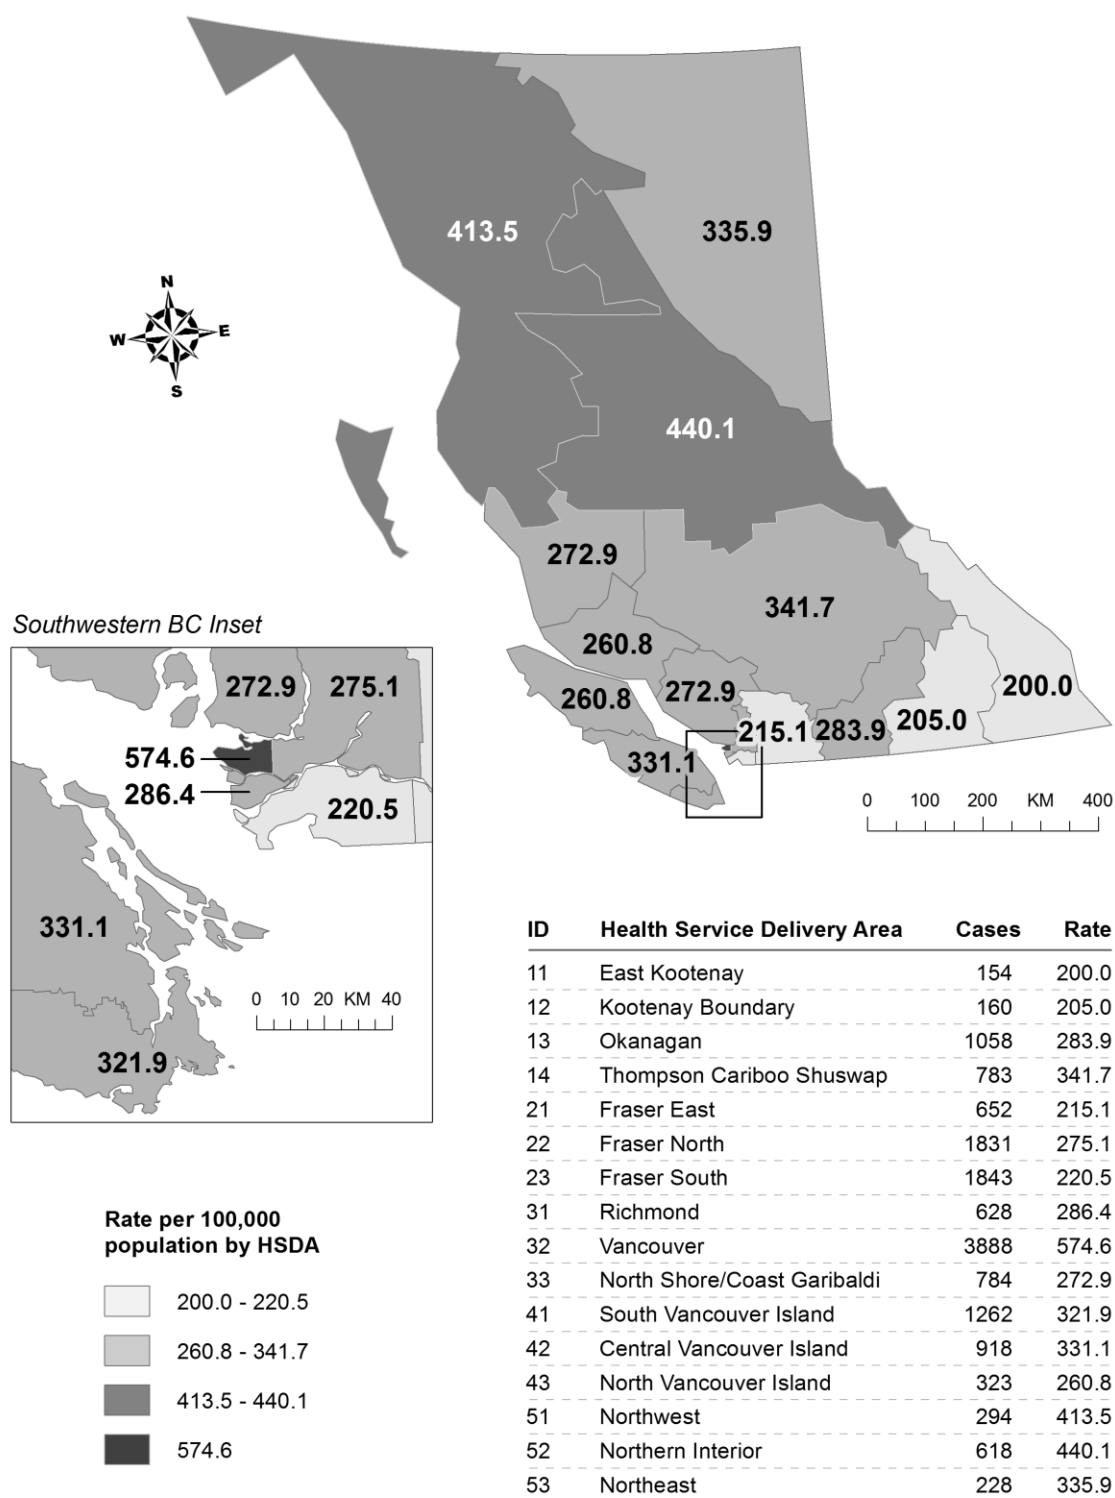 N
W E
S
413.5
335.9
440.1
272.9
341.7
260.8
260.8
272.9
200.0
205.0
215.1
283.9
331.1
0 100 200 KM 400
Southwestern BC Inset
272.9
275.1
574.6
286.4
220.5
331.1
0 10 20 KM 40
321.9
Rate per 100,000
population by HSDA
200.0 - 220.5
260.8 - 341.7
413.5 - 440.1
574.6
ID Health Service Delivery Area Cases Rate
11 East Kootenay 154 200.0
12 Kootenay Boundary 160 205.0
13 Okanagan 1058 283.9
14 Thompson Cariboo Shuswap 783 341.7
21 Fraser East 652 215.1
22 Fraser North 1831 275.1
23 Fraser South 1843 220.5
31 Richmond 628 286.4
32 Vancouver 3888 574.6
33 North Shore/Coast Garibaldi 784 272.9
41 South Vancouver Island 1262 321.9
42 Central Vancouver Island 918 331.1
43 North Vancouver Island 323 260.8
51 Northwest 294 413.5
52 Northern Interior 618 440.1
53 Northeast 228 335.9